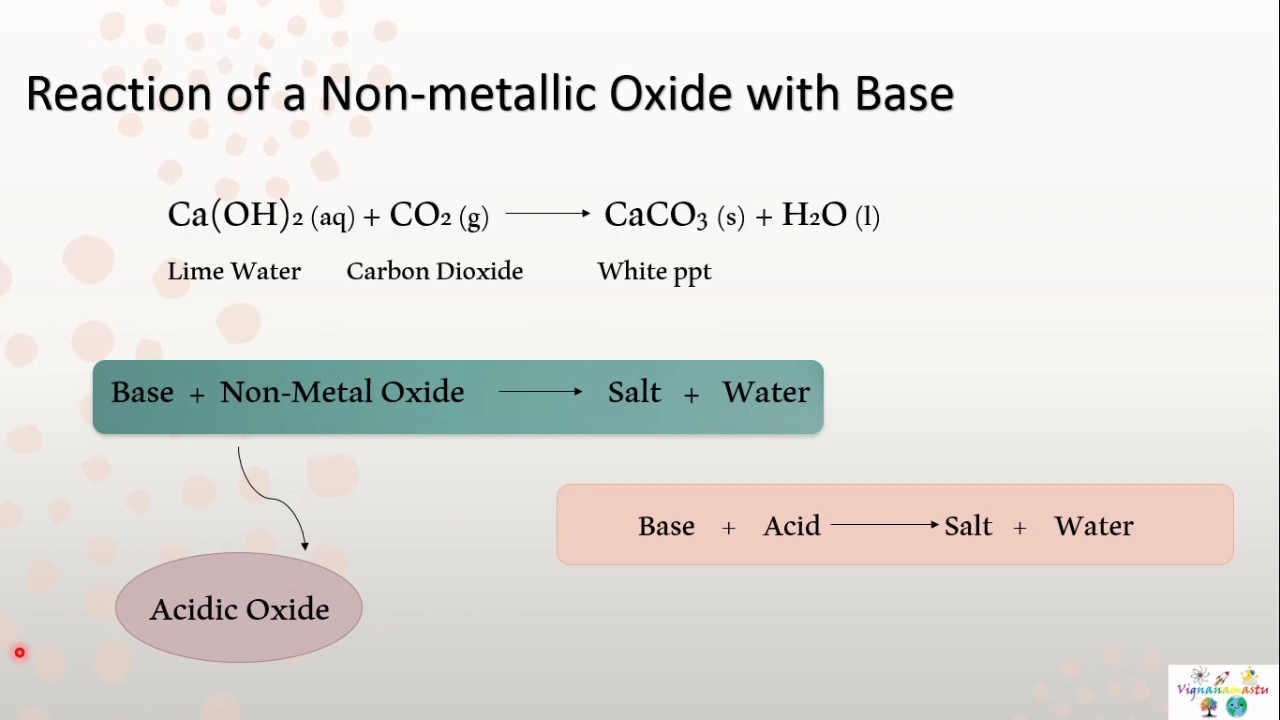 Reaction of a Non-metallic Oxide with Base
Ca(OH)₂ (aq) + CO₂ (g) ⟶ CaCO₃ (s) + H₂O (l)
Lime Water Carbon Dioxide White ppt
Base + Non-Metal Oxide ⟶ Salt + Water
Base + Acid ⟶ Salt + Water
Acidic Oxide
Vignanamastu